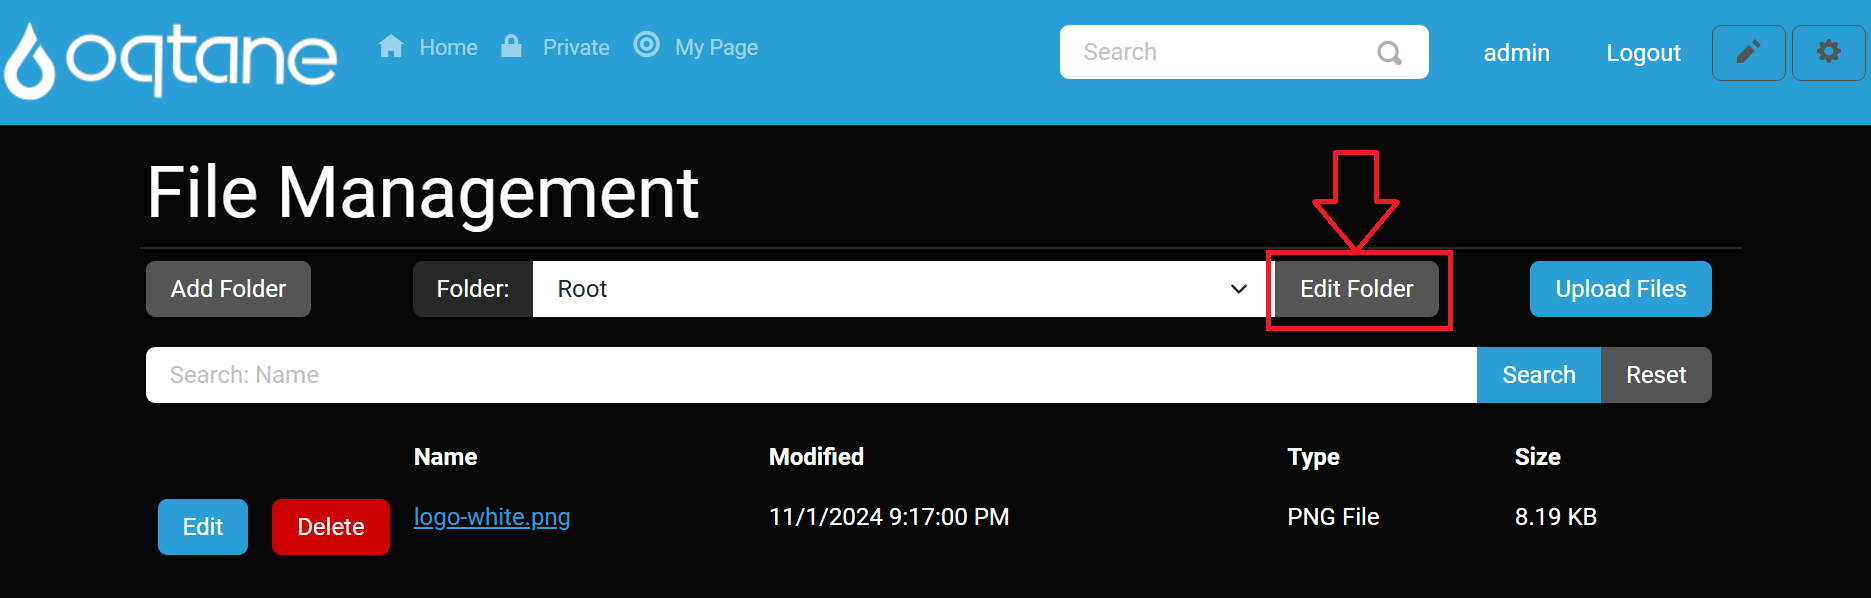 oqtane Home Private My Page Search admin Logout
File Management
Add Folder Folder: Root Edit Folder Upload Files
Search: Name Search Reset
Name Modified Type Size
Edit Delete logo-white.png 11/1/2024 9:17:00 PM PNG File 8.19 KB